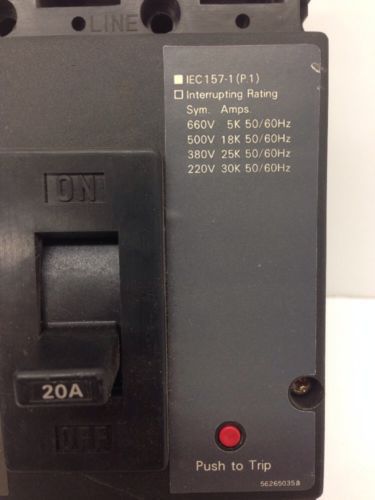 LINE
■ IEC157-1(P.1)
□ Interrupting Rating
Sym. Amps.
660V 5K 50/60Hz
500V 18K 50/60Hz
380V 25K 50/60Hz
220V 30K 50/60Hz
ON
20A
OFF
Push to Trip
56265035B